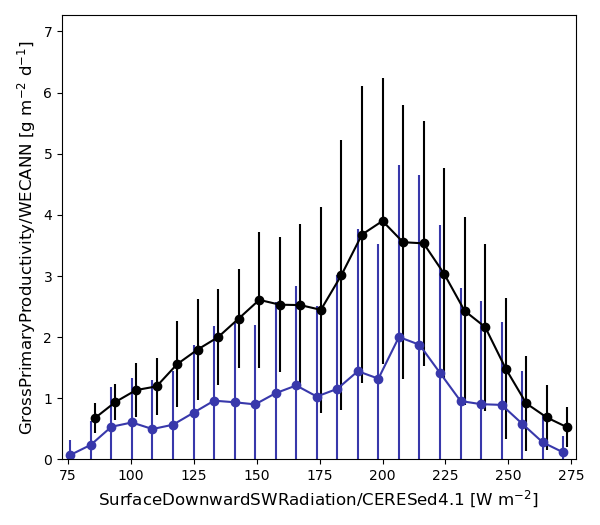 GrossPrimaryProductivity/WECANN [g m⁻² d⁻¹]
7
6
5
4
3
2
1
0
75 100 125 150 175 200 225 250 275
SurfaceDownwardSWRadiation/CERESed4.1 [W m⁻²]